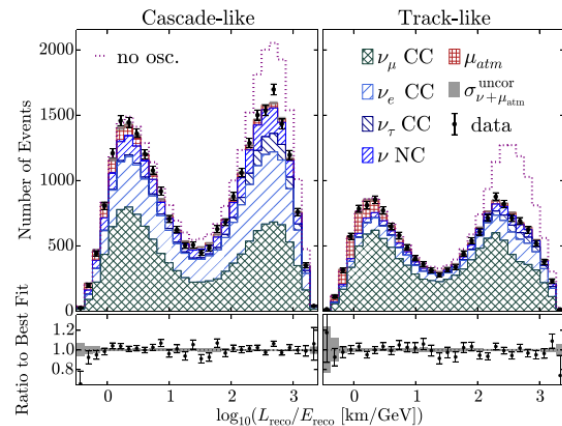 Cascade-like
Track-like
Number of Events
2000
1500
1000
500
0
no osc.
ν_μ CC
ν_e CC
ν_τ CC
ν NC
μ_atm
σ^uncor_ν+μ_atm
data
Ratio to Best Fit
1.2
1.0
0.8
0 1 2 3 0 1 2 3
log₁₀(L_reco/E_reco [km/GeV])